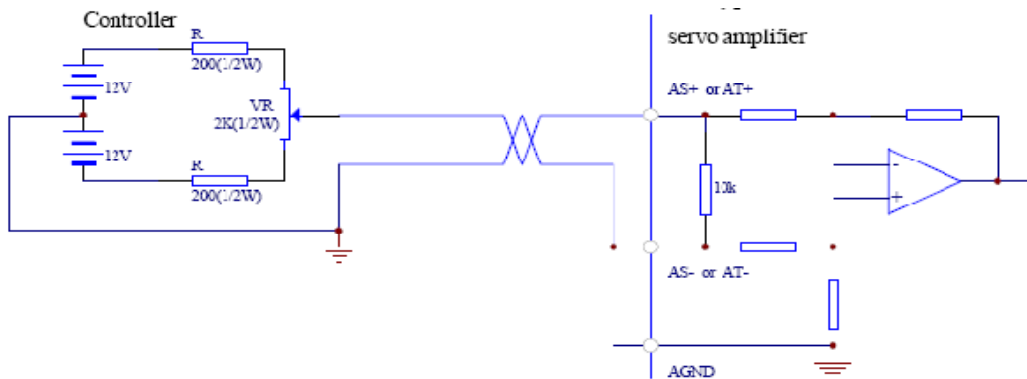 Controller
servo amplifier
R
200(1/2W)
12V
VR
2K(1/2W)
12V
R
200(1/2W)
AS+ or AT+
10k
-
+
AS- or AT-
AGND